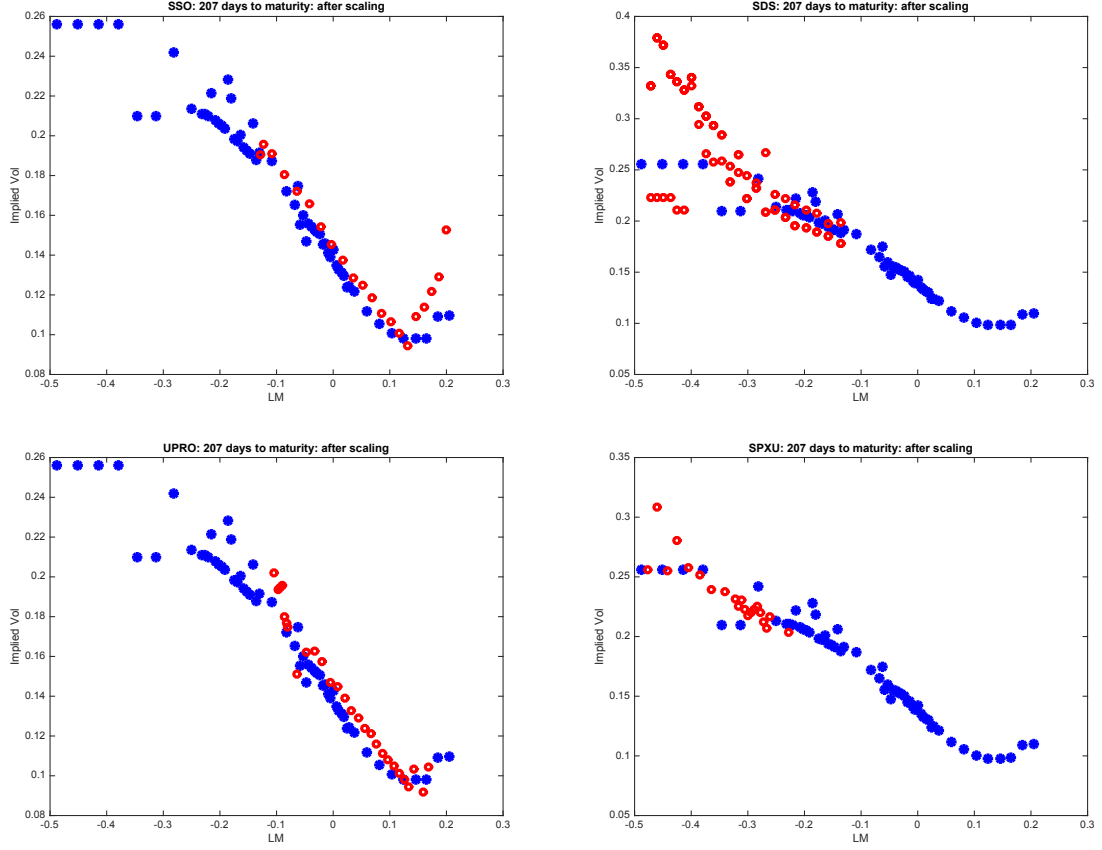 SSO: 207 days to maturity: after scaling
0.26
0.24
0.22
0.2
0.18
0.16
0.14
0.12
0.1
0.08
Implied Vol
-0.5 -0.4 -0.3 -0.2 -0.1 0 0.1 0.2 0.3
LM
SDS: 207 days to maturity: after scaling
0.4
0.35
0.3
0.25
0.2
0.15
0.1
0.05
Implied Vol
-0.5 -0.4 -0.3 -0.2 -0.1 0 0.1 0.2 0.3
LM
UPRO: 207 days to maturity: after scaling
0.26
0.24
0.22
0.2
0.18
0.16
0.14
0.12
0.1
0.08
Implied Vol
-0.5 -0.4 -0.3 -0.2 -0.1 0 0.1 0.2 0.3
LM
SPXU: 207 days to maturity: after scaling
0.35
0.3
0.25
0.2
0.15
0.1
0.05
Implied Vol
-0.5 -0.4 -0.3 -0.2 -0.1 0 0.1 0.2 0.3
LM